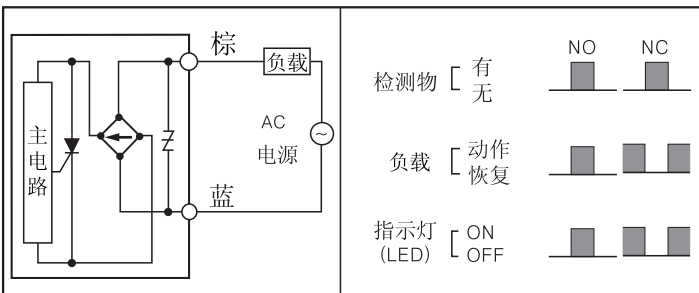 棕
负载
AC
电源
主电路
蓝
NO NC
检测物 有
无
负载 动作
恢复
指示灯 ON
(LED) OFF